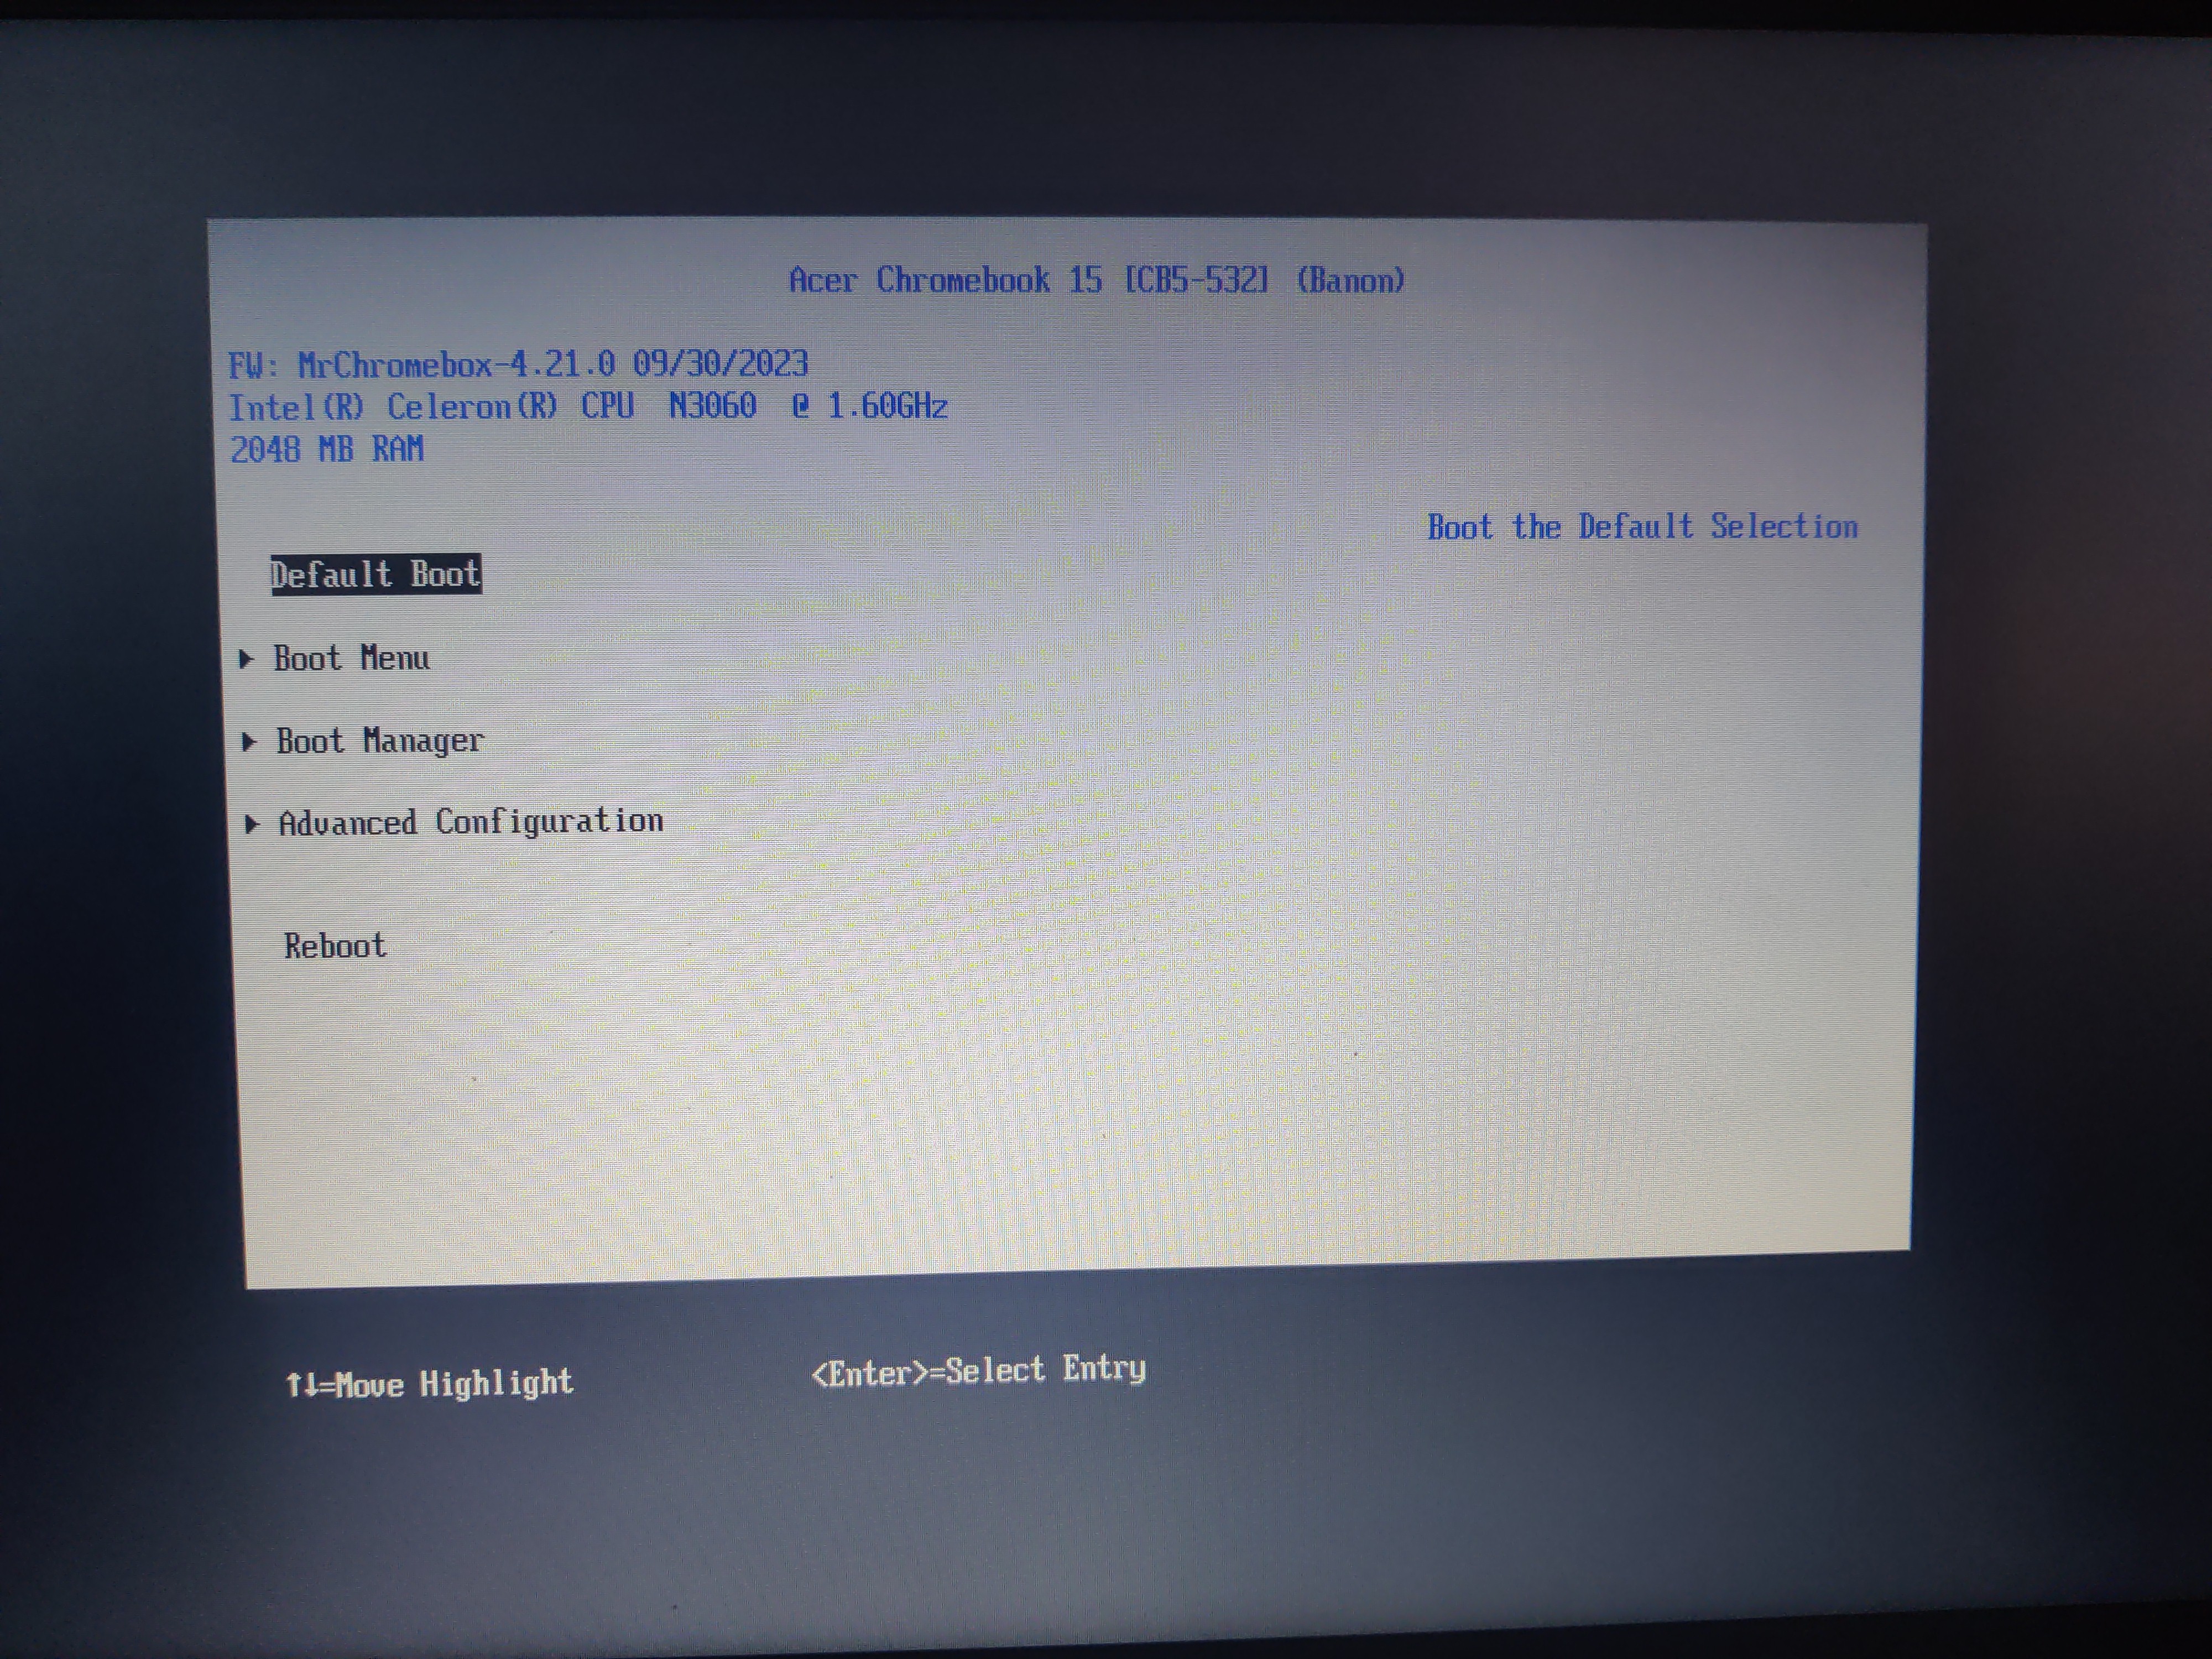 Acer Chromebook 15 [CB5-532] (Banon)
FW: MrChromebox-4.21.0 09/30/2023
Intel(R) Celeron(R) CPU  N3060  @ 1.60GHz
2048 MB RAM
Boot the Default Selection
Default Boot
▶ Boot Menu
▶ Boot Manager
▶ Advanced Configuration
Reboot
↑↓=Move Highlight
<Enter>=Select Entry